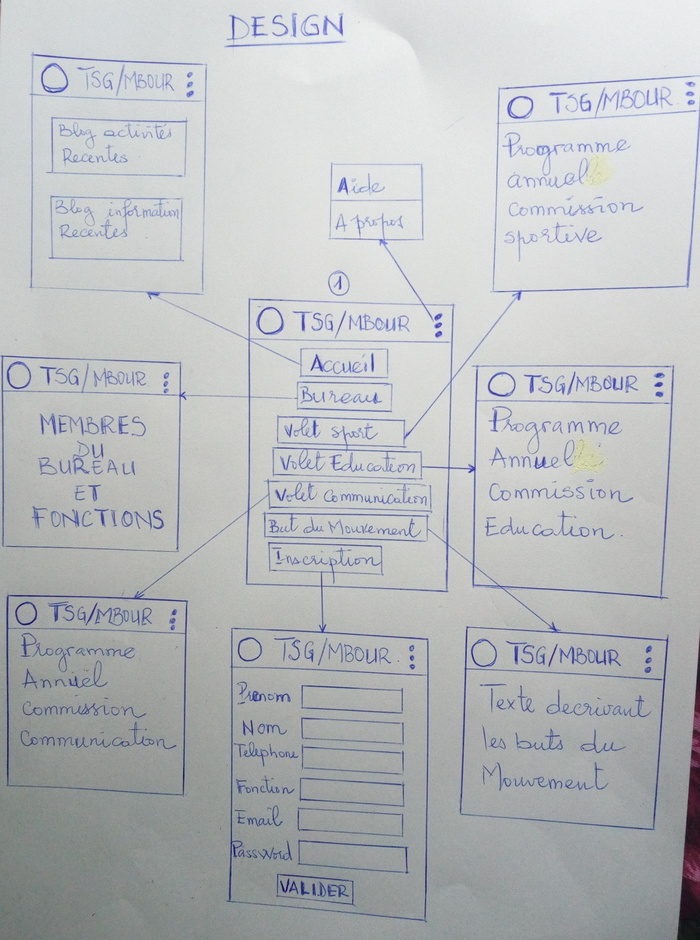 DESIGN
TSG/MBOUR
Blog activités
Recentes
Blog information
Recentes
Aide
A propos
TSG/MBOUR
Programme
annuel
commission
sportive
1
TSG/MBOUR
Accueil
Bureau
Volet Sport
Volet Education
Volet Communication
But du Mouvement
Inscription
TSG/MBOUR
MEMBRES
DU
BUREAU
ET
FONCTIONS
TSG/MBOUR
Programme
Annuel
Commission
Education.
TSG/MBOUR
Programme
Annuel
Commission
Communication
TSG/MBOUR.
Prenom
Nom
Telephone
Fonction
Email
Password
VALIDER
TSG/MBOUR
Texte decrivant
les buts du
Mouvement